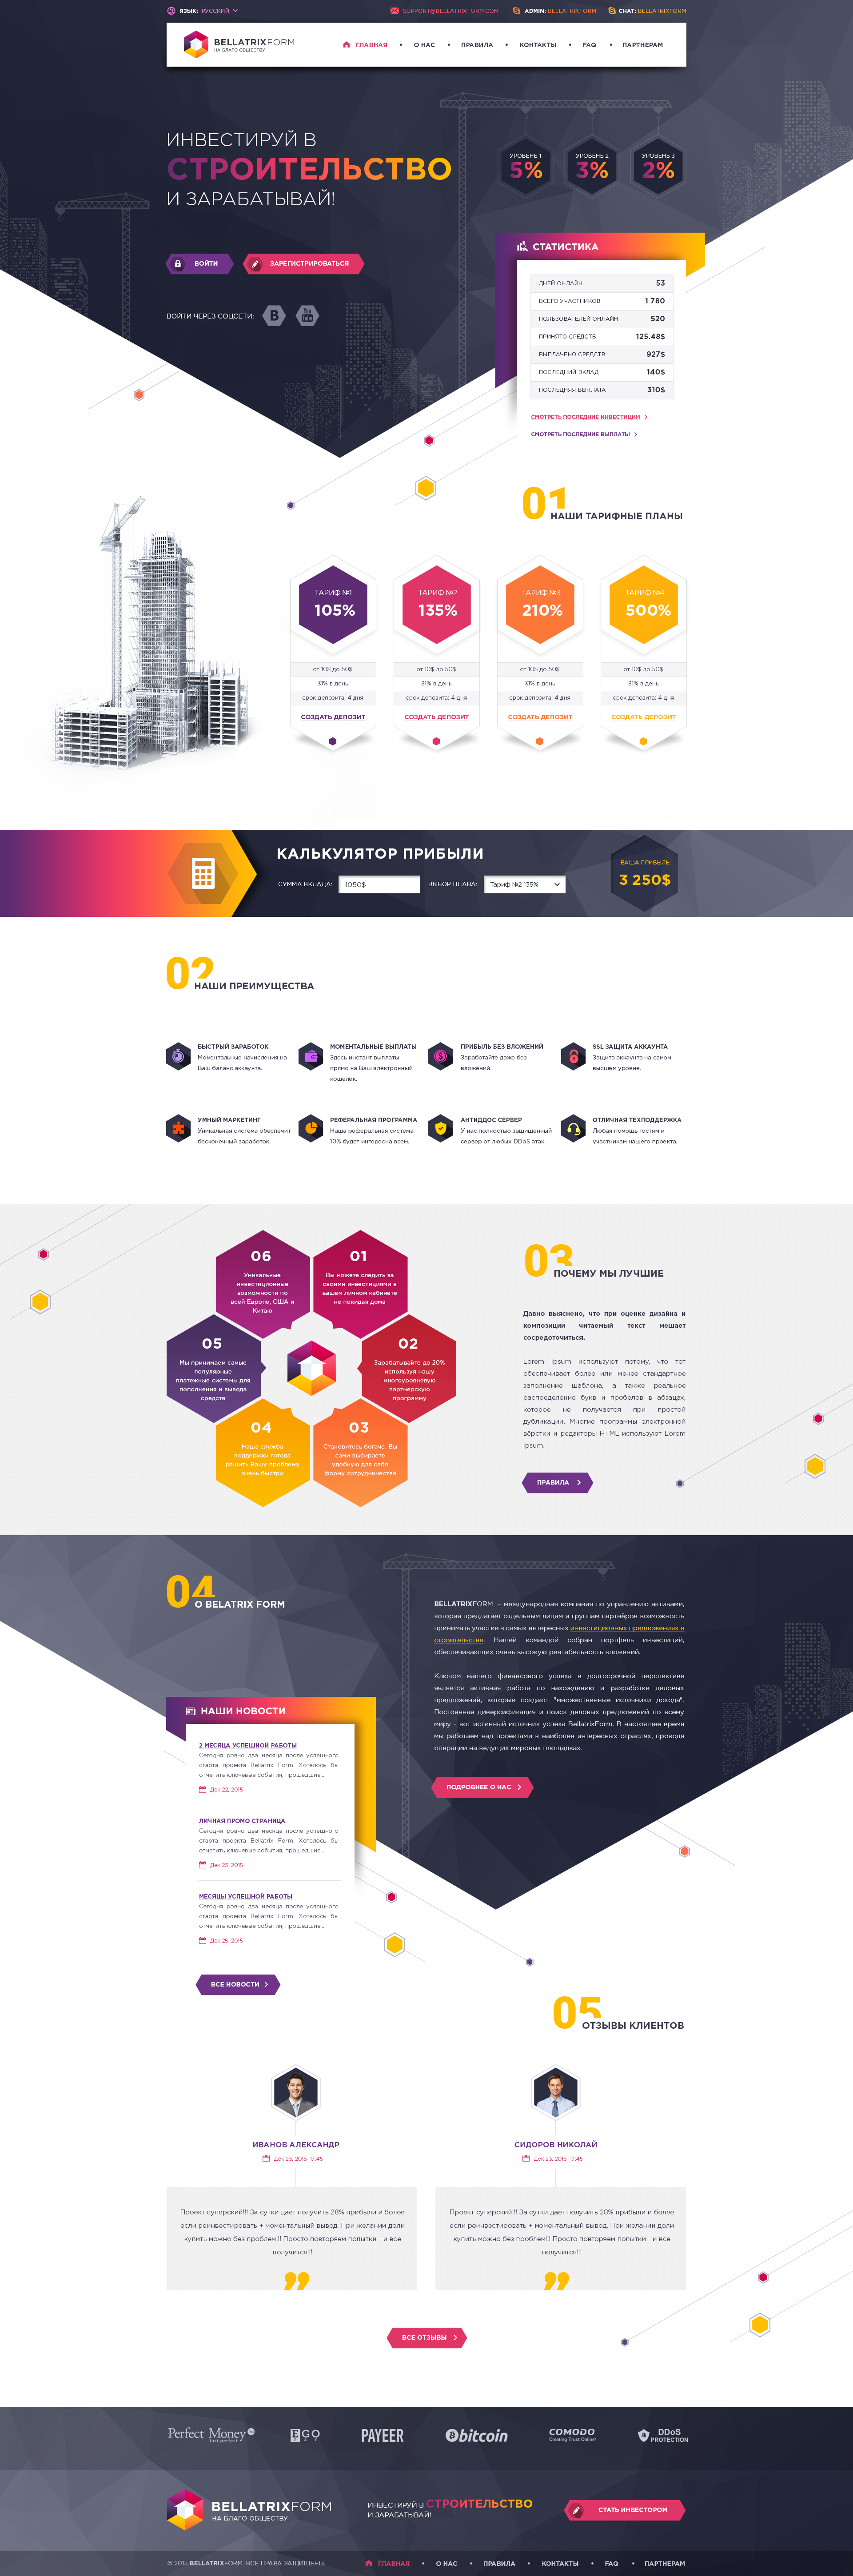 ЯЗЫК: РУССКИЙ
SUPPORT@BELLATRIXFORM.COM
ADMIN: BELLATRIXFORM
CHAT: BELLATRIXFORM
BELLATRIXFORM
НА БЛАГО ОБЩЕСТВУ
ГЛАВНАЯ • О НАС • ПРАВИЛА • КОНТАКТЫ • FAQ • ПАРТНЕРАМ
ИНВЕСТИРУЙ В
СТРОИТЕЛЬСТВО
И ЗАРАБАТЫВАЙ!
УРОВЕНЬ 1
5%
УРОВЕНЬ 2
3%
УРОВЕНЬ 3
2%
ВОЙТИ
ЗАРЕГИСТРИРОВАТЬСЯ
ВОЙТИ ЧЕРЕЗ СОЦСЕТИ:
B
You
Tube
СТАТИСТИКА
ДНЕЙ ОНЛАЙН 53
ВСЕГО УЧАСТНИКОВ 1 780
ПОЛЬЗОВАТЕЛЕЙ ОНЛАЙН 520
ПРИНЯТО СРЕДСТВ 125.48$
ВЫПЛАЧЕНО СРЕДСТВ 927$
ПОСЛЕДНИЙ ВКЛАД 140$
ПОСЛЕДНЯЯ ВЫПЛАТА 310$
СМОТРЕТЬ ПОСЛЕДНИЕ ИНВЕСТИЦИИ
СМОТРЕТЬ ПОСЛЕДНИЕ ВЫПЛАТЫ
01
НАШИ ТАРИФНЫЕ ПЛАНЫ
ТАРИФ №1
105%
от 10$ до 50$
31% в день
срок депозита: 4 дня
СОЗДАТЬ ДЕПОЗИТ
ТАРИФ №2
135%
от 10$ до 50$
31% в день
срок депозита: 4 дня
СОЗДАТЬ ДЕПОЗИТ
ТАРИФ №3
210%
от 10$ до 50$
31% в день
срок депозита: 4 дня
СОЗДАТЬ ДЕПОЗИТ
ТАРИФ №4
500%
от 10$ до 50$
31% в день
срок депозита: 4 дня
СОЗДАТЬ ДЕПОЗИТ
КАЛЬКУЛЯТОР ПРИБЫЛИ
СУММА ВКЛАДА: 1050$
ВЫБОР ПЛАНА: Тариф №2 135%
ВАША ПРИБЫЛЬ:
3 250$
02
НАШИ ПРЕИМУЩЕСТВА
БЫСТРЫЙ ЗАРАБОТОК
Моментальные начисления на
Ваш баланс аккаунта.
МОМЕНТАЛЬНЫЕ ВЫПЛАТЫ
Здесь инстант выплаты
прямо на Ваш электронный
кошелек.
ПРИБЫЛЬ БЕЗ ВЛОЖЕНИЙ
Заработайте даже без
вложений.
SSL ЗАЩИТА АККАУНТА
Защита аккаунта на самом
высшем уровне.
УМНЫЙ МАРКЕТИНГ
Уникальная система обеспечит
бесконечный заработок.
РЕФЕРАЛЬНАЯ ПРОГРАММА
Наша реферальная система
10% будет интересна всем.
АНТИДДОС СЕРВЕР
У нас полностью защищенный
сервер от любых DDoS атак.
ОТЛИЧНАЯ ТЕХПОДДЕРЖКА
Любая помощь гостям и
участникам нашего проекта.
06
Уникальные
инвестиционные
возможности по
всей Европе, США и
Китаю
01
Вы можете следить за
своими инвестициями в
вашем личном кабинете
не покидая дома
05
Мы принимаем самые
популярные
платежные системы для
пополнения и вывода
средств
02
Зарабатывайте до 20%
используя нашу
многоуровневую
партнерскую
программу
04
Наша служба
поддержки готова
решить Вашу проблему
очень быстро
03
Становитесь богаче. Вы
сами выбираете
удобную для себя
форму сотрудничества
03
ПОЧЕМУ МЫ ЛУЧШИЕ
Давно выяснено, что при оценке дизайна и
композиции читаемый текст мешает
сосредоточиться.
Lorem Ipsum используют потому, что тот
обеспечивает более или менее стандартное
заполнение шаблона, а также реальное
распределение букв и пробелов в абзацах,
которое не получается при простой
дубликации. Многие программы электронной
вёрстки и редакторы HTML используют Lorem
Ipsum.
ПРАВИЛА
04
О BELATRIX FORM
BELLATRIXFORM - международная компания по управлению активами,
которая предлагает отдельным лицам и группам партнёров возможность
принимать участие в самых интересных инвестиционных предложениях в
строительстве. Нашей командой собран портфель инвестиций,
обеспечивающих очень высокую рентабельность вложений.
Ключом нашего финансового успеха в долгосрочной перспективе
является активная работа по нахождению и разработке деловых
предложений, которые создают "множественные источники дохода".
Постоянная диверсификация и поиск деловых предложений по всему
миру - вот истинный источник успеха BellatrixForm. В настоящее время
мы работаем над проектами в наиболее интересных отраслях, проводя
операции на ведущих мировых площадках.
ПОДРОБНЕЕ О НАС
НАШИ НОВОСТИ
2 МЕСЯЦА УСПЕШНОЙ РАБОТЫ
Сегодня ровно два месяца после успешного
старта проекта Bellatrix Form. Хотелось бы
отметить ключевые события, прошедшие...
Дек 22, 2015
ЛИЧНАЯ ПРОМО СТРАНИЦА
Сегодня ровно два месяца после успешного
старта проекта Bellatrix Form. Хотелось бы
отметить ключевые события, прошедшие...
Дек 23, 2015
МЕСЯЦЫ УСПЕШНОЙ РАБОТЫ
Сегодня ровно два месяца после успешного
старта проекта Bellatrix Form. Хотелось бы
отметить ключевые события, прошедшие...
Дек 25, 2015
ВСЕ НОВОСТИ
05
ОТЗЫВЫ КЛИЕНТОВ
ИВАНОВ АЛЕКСАНДР
Дек 23, 2015 17:45
Проект суперский!!! За сутки дает получить 28% прибыли и более
если реинвестировать + моментальный вывод. При желании доли
купить можно без проблем!!! Просто повторяем попытки - и все
получится!!!
СИДОРОВ НИКОЛАЙ
Дек 23, 2015 17:45
Проект суперский!!! За сутки дает получить 28% прибыли и более
если реинвестировать + моментальный вывод. При желании доли
купить можно без проблем!!! Просто повторяем попытки - и все
получится!!!
ВСЕ ОТЗЫВЫ
Perfect Money
just perfect
EGO
PAYEER
bitcoin
COMODO
Creating Trust Online
DDoS
PROTECTION
BELLATRIXFORM
НА БЛАГО ОБЩЕСТВУ
ИНВЕСТИРУЙ В СТРОИТЕЛЬСТВО
И ЗАРАБАТЫВАЙ!
СТАТЬ ИНВЕСТОРОМ
© 2015 BELLATRIXFORM. ВСЕ ПРАВА ЗАЩИЩЕНЫ.
ГЛАВНАЯ • О НАС • ПРАВИЛА • КОНТАКТЫ • FAQ • ПАРТНЕРАМ